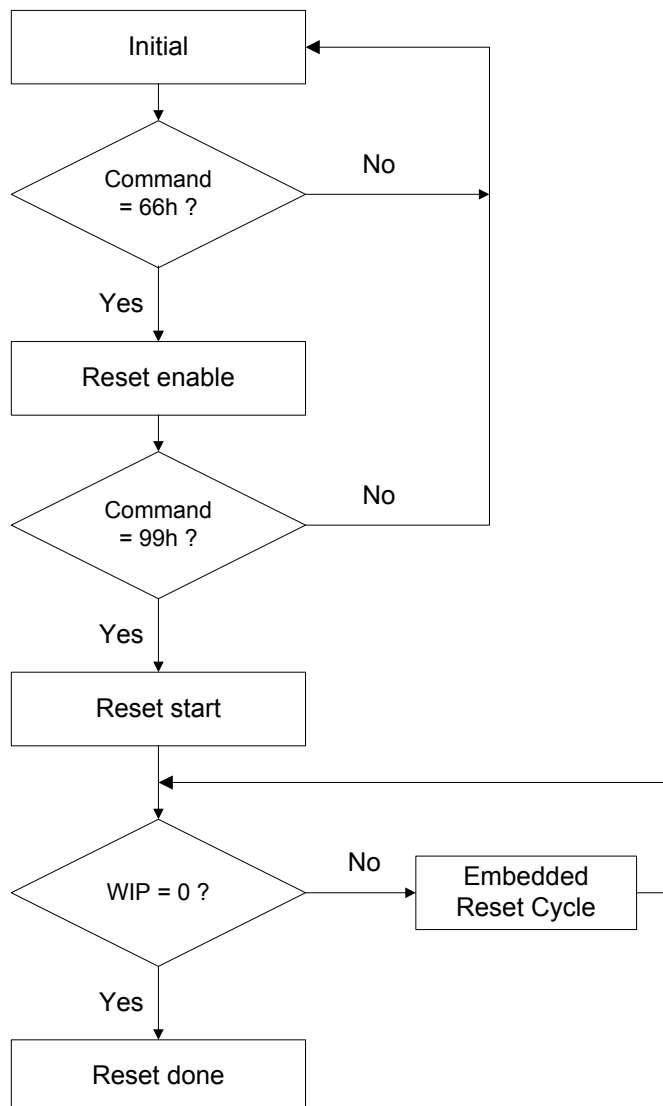 Initial
Command
= 66h ?
No
Yes
Reset enable
Command
= 99h ?
No
Yes
Reset start
WIP = 0 ?
No
Embedded
Reset Cycle
Yes
Reset done